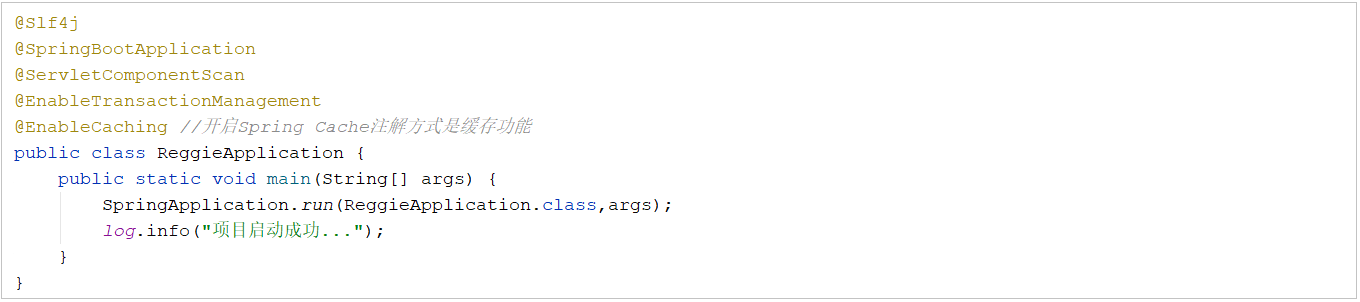 @Slf4j
@SpringBootApplication
@ServletComponentScan
@EnableTransactionManagement
@EnableCaching //开启Spring Cache注解方式是缓存功能
public class ReggieApplication {
    public static void main(String[] args) {
        SpringApplication.run(ReggieApplication.class,args);
        log.info("项目启动成功...");
    }
}